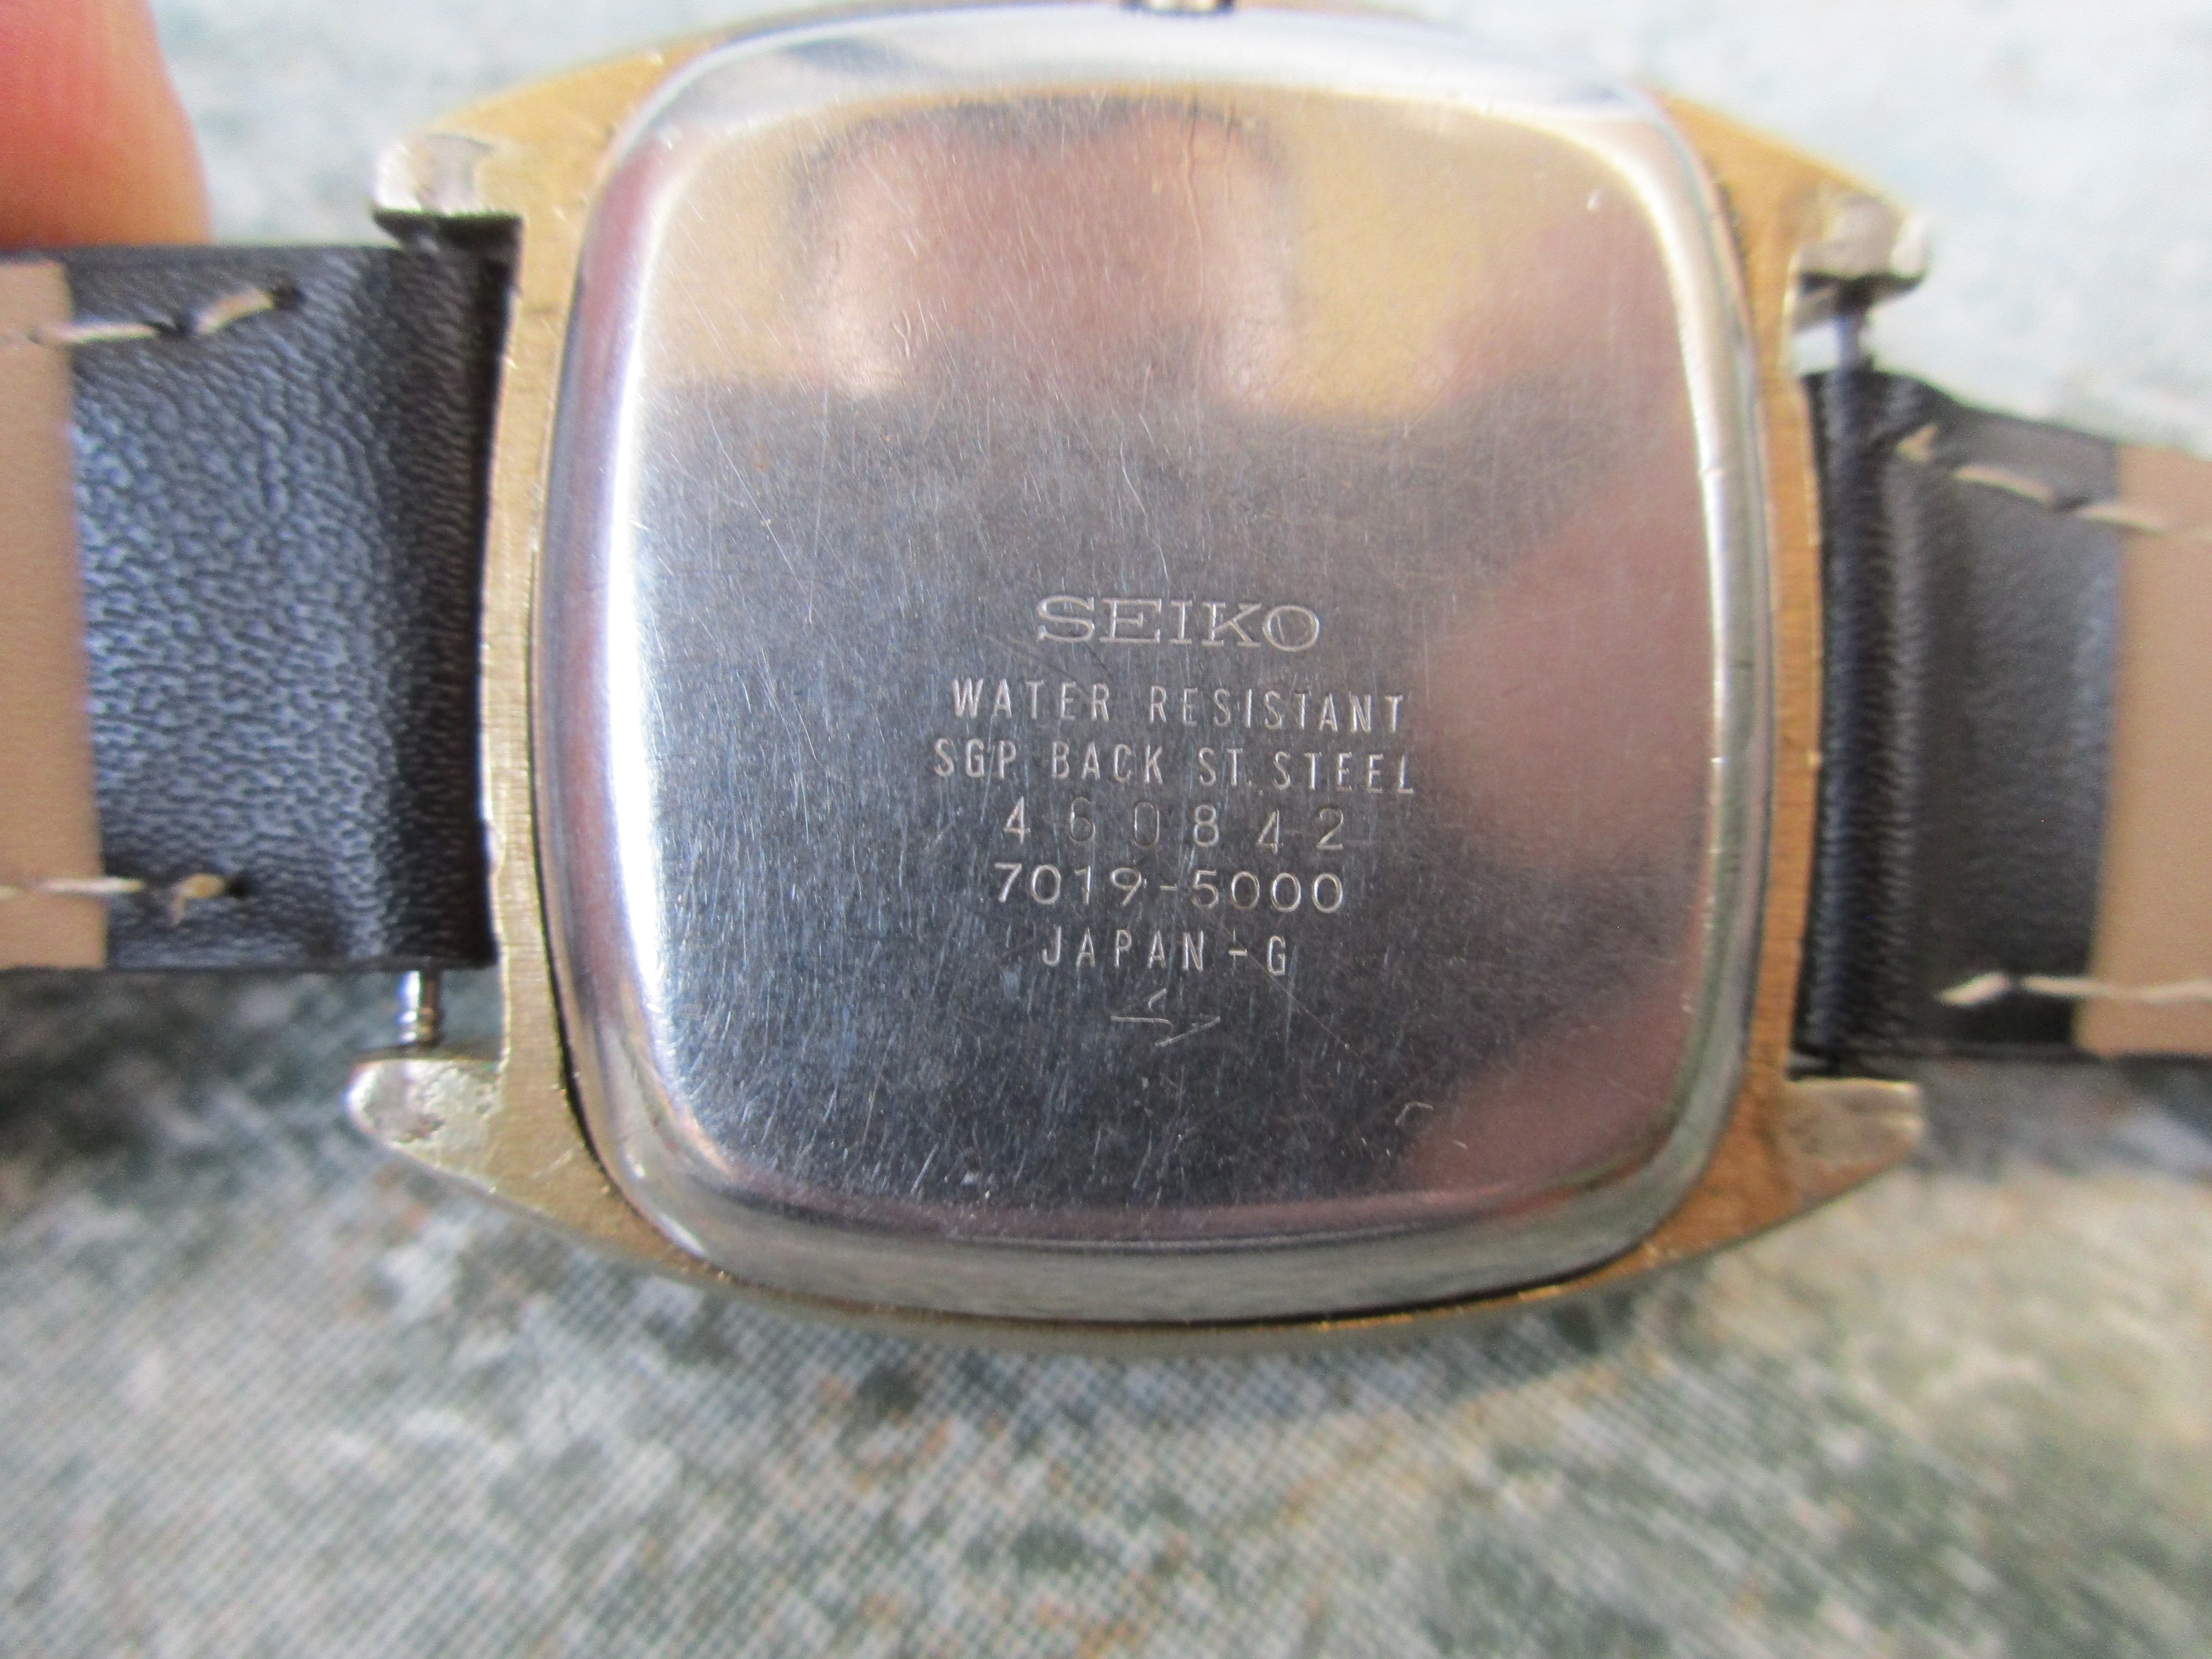 SEIKO
WATER RESISTANT
SGP BACK ST. STEEL
460842
7019-5000
JAPAN-G